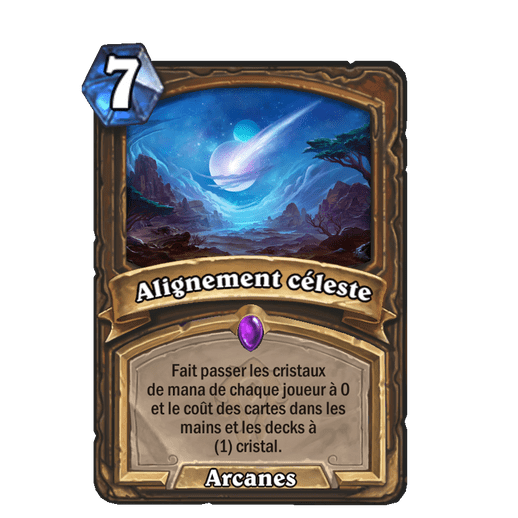 7
Alignement céleste
Fait passer les cristaux
de mana de chaque joueur à 0
et le coût des cartes dans les
mains et les decks à
(1) cristal.
Arcanes